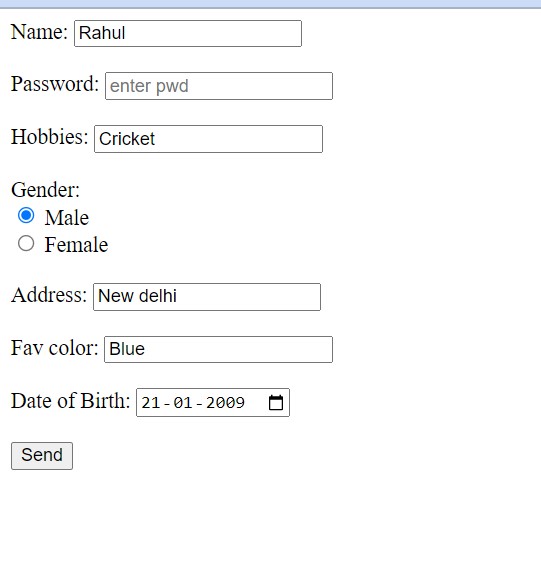 Name: Rahul
Password: enter pwd
Hobbies: Cricket
Gender:
Male
Female
Address: New delhi
Fav color: Blue
Date of Birth: 21-01-2009
Send